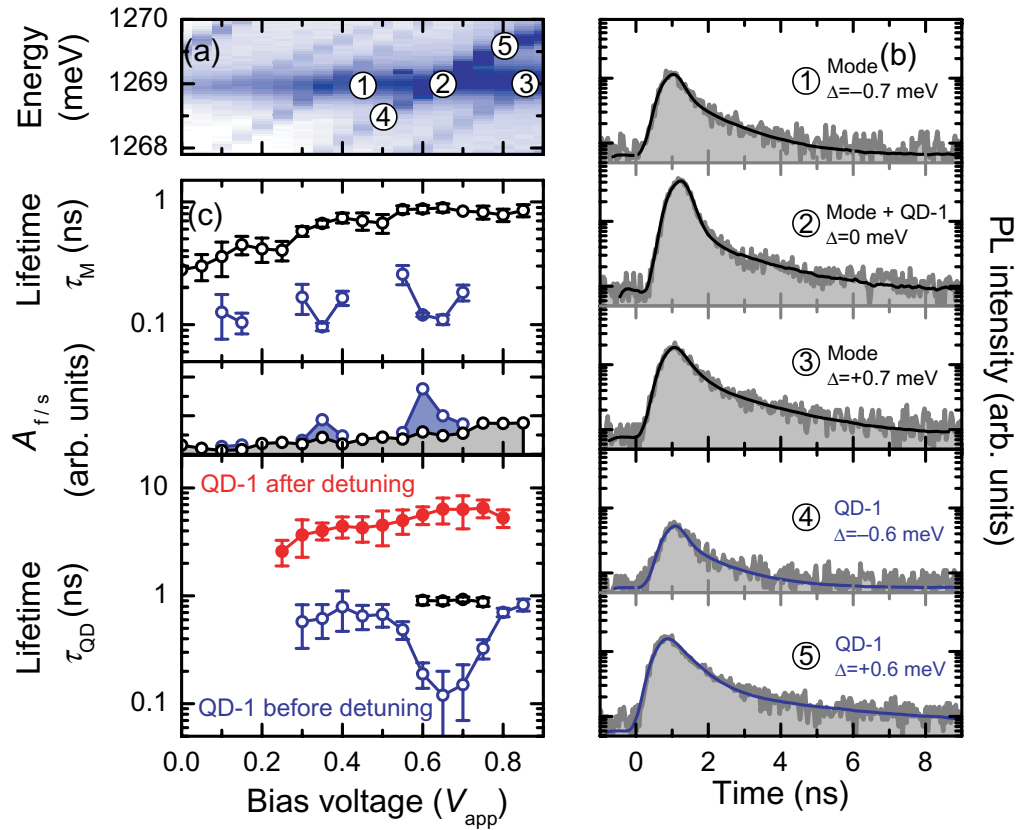 1270
1269
1268
Energy
(meV)
(a)
1
2
3
4
5
1
0.1
Lifetime
τM (ns)
(c)
A f / s
(arb. units)
10
1
0.1
Lifetime
τQD (ns)
QD-1 after detuning
QD-1 before detuning
0.0 0.2 0.4 0.6 0.8
Bias voltage (Vapp)
(b)
1 Mode
Δ=−0.7 meV
2 Mode + QD-1
Δ=0 meV
3 Mode
Δ=+0.7 meV
4 QD-1
Δ=−0.6 meV
5 QD-1
Δ=+0.6 meV
0 2 4 6 8
Time (ns)
PL intensity (arb. units)